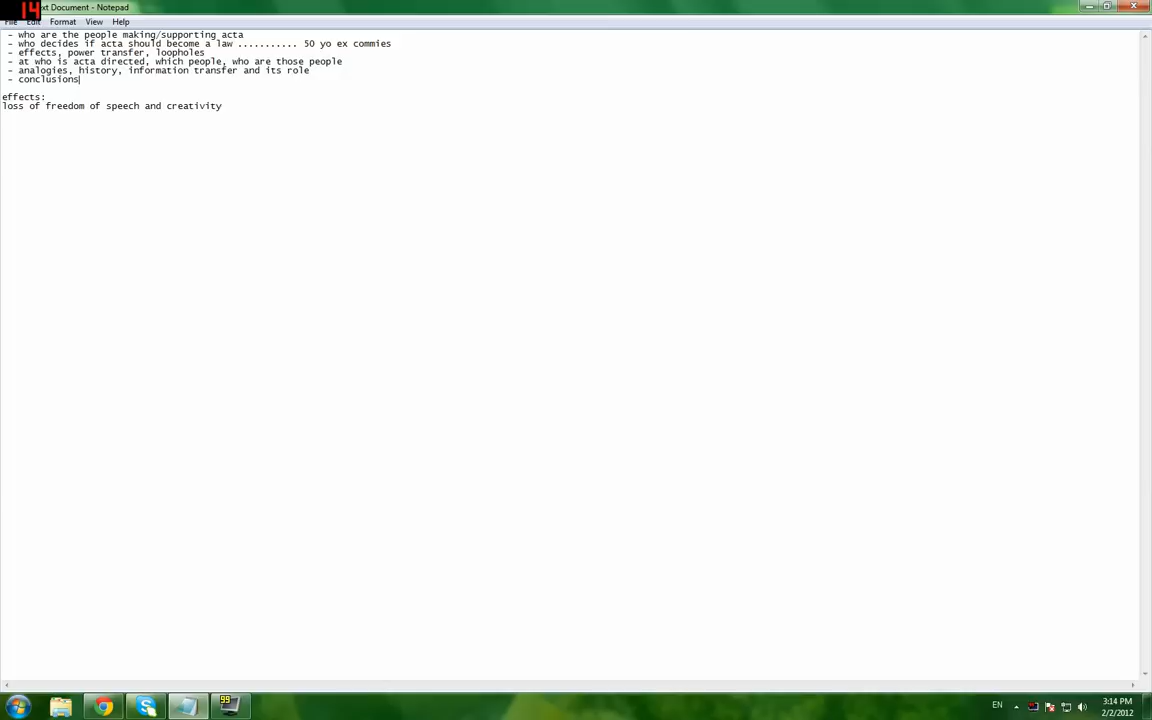 14
ext Document - Notepad
File Edit Format View Help
- who are the people making/supporting acta
- who decides if acta should become a law ........... 50 yo ex commies
- effects, power transfer, loopholes
- at who is acta directed, which people, who are those people
- analogies, history, information transfer and its role
- conclusions
effects:
loss of freedom of speech and creativity
99
EN
3:14 PM
2/2/2012